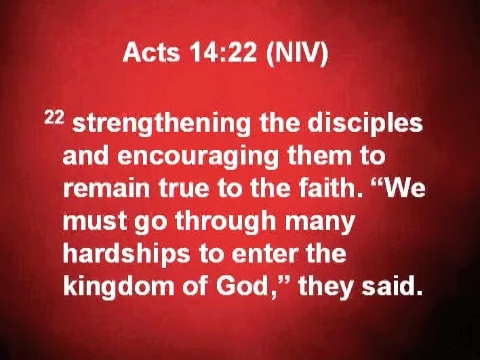 Acts 14:22 (NIV)
22 strengthening the disciples
and encouraging them to
remain true to the faith. “We
must go through many
hardships to enter the
kingdom of God,” they said.